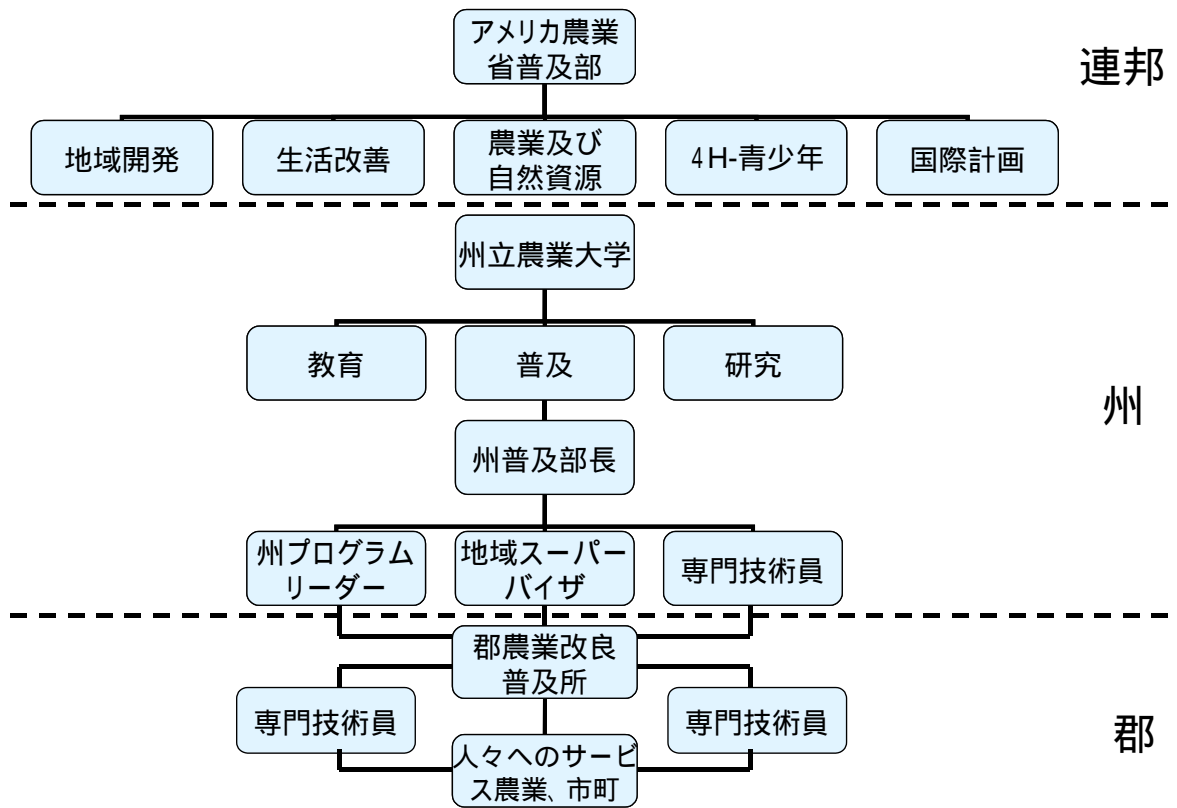 アメリカ農業
省普及部
連邦
地域開発
生活改善
農業及び
自然資源
4H-青少年
国際計画
州立農業大学
教育
普及
研究
州
州普及部長
州プログラム
リーダー
地域スーパー
バイザ
専門技術員
郡農業改良
普及所
専門技術員
専門技術員
郡
人々へのサービ
ス農業、市町